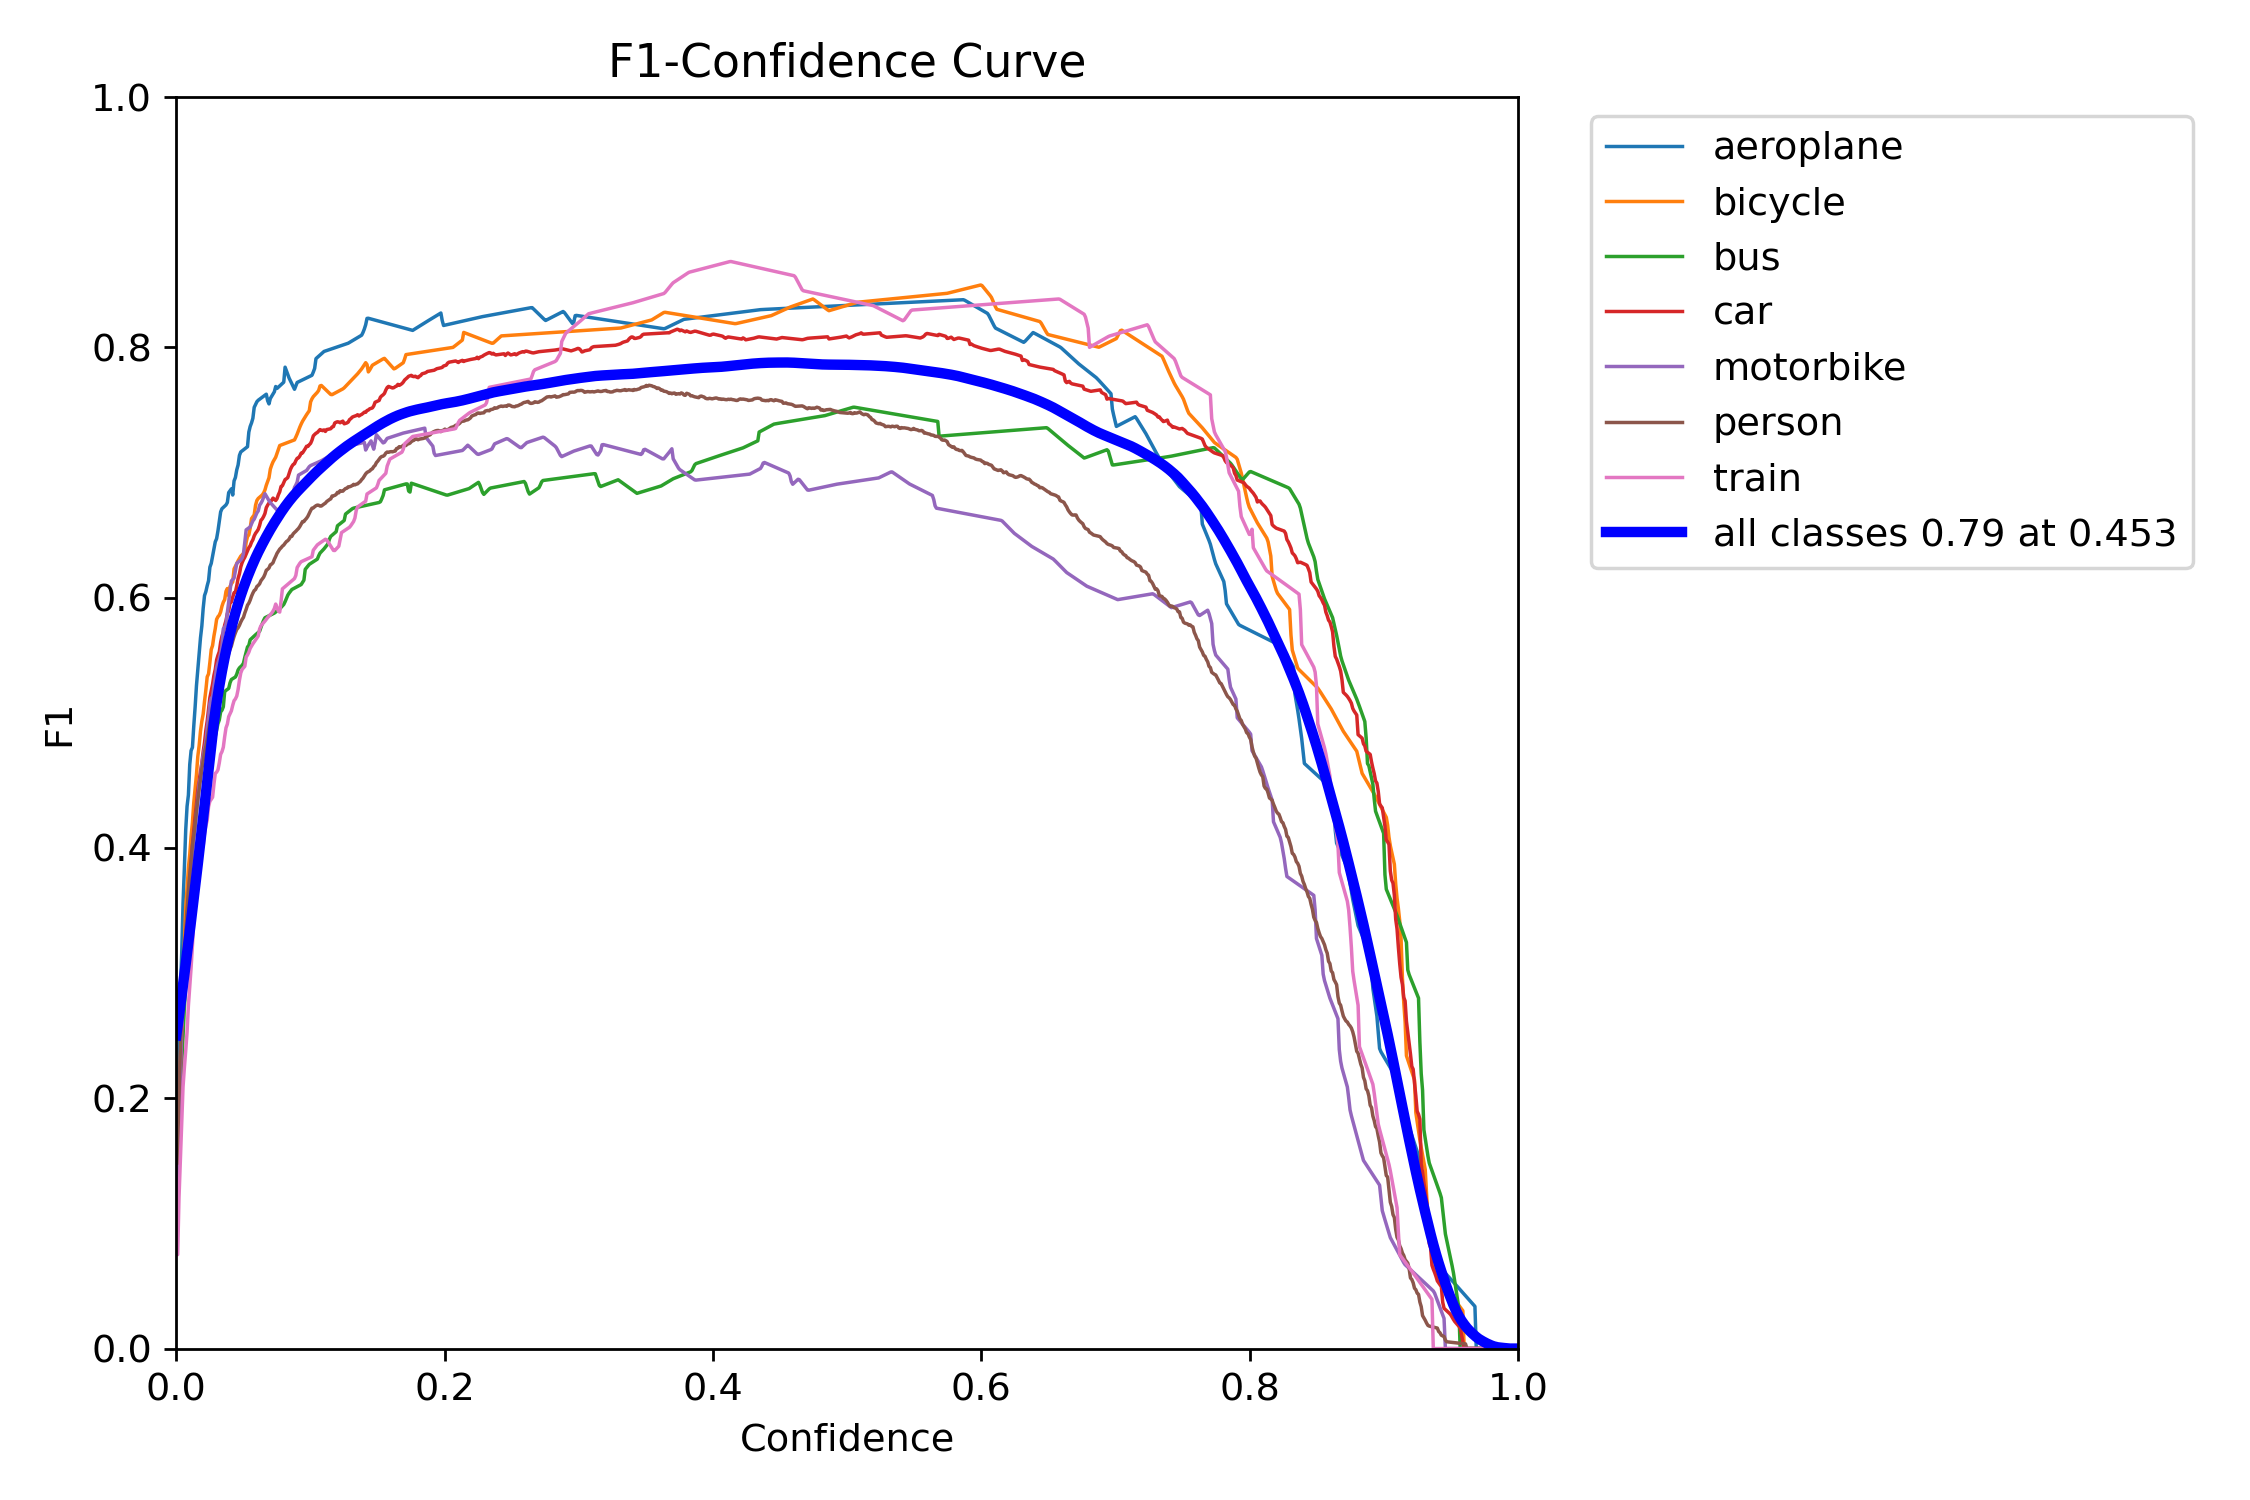 F1-Confidence Curve
1.0
0.8
0.6
0.4
0.2
0.0
F1
0.0 0.2 0.4 0.6 0.8 1.0
Confidence
aeroplane
bicycle
bus
car
motorbike
person
train
all classes 0.79 at 0.453